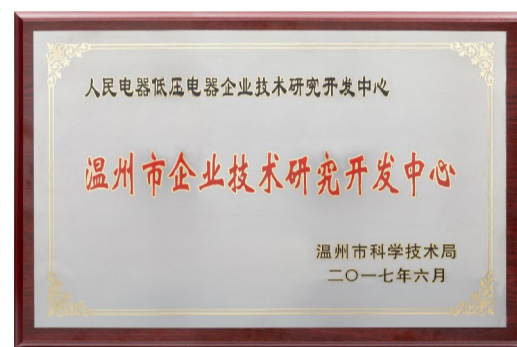 人民电器低压电器企业技术研究开发中心
温州市企业技术研究开发中心
温州市科学技术局
二〇一七年六月